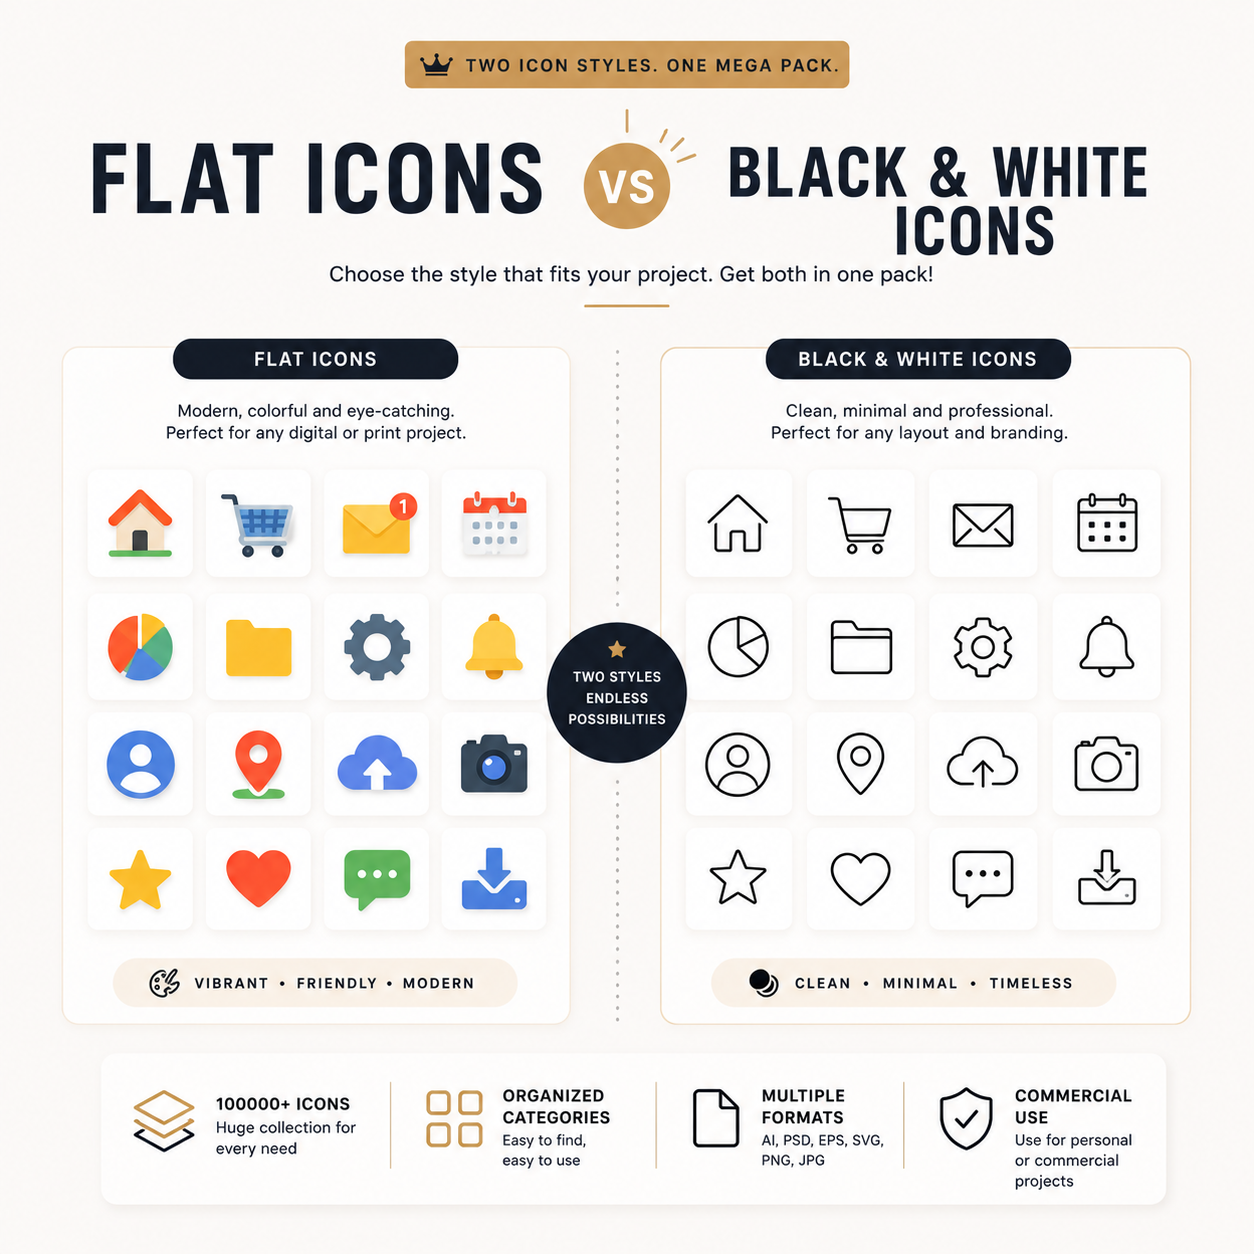 TWO ICON STYLES. ONE MEGA PACK.
FLAT ICONS
VS
BLACK & WHITE
ICONS
Choose the style that fits your project. Get both in one pack!
FLAT ICONS
Modern, colorful and eye-catching.
Perfect for any digital or print project.
1
VIBRANT • FRIENDLY • MODERN
TWO STYLES
ENDLESS
POSSIBILITIES
BLACK & WHITE ICONS
Clean, minimal and professional.
Perfect for any layout and branding.
CLEAN • MINIMAL • TIMELESS
100000+ ICONS
Huge collection for
every need
ORGANIZED
CATEGORIES
Easy to find,
easy to use
MULTIPLE
FORMATS
AI, PSD, EPS, SVG,
PNG, JPG
COMMERCIAL
USE
Use for personal
or commercial
projects